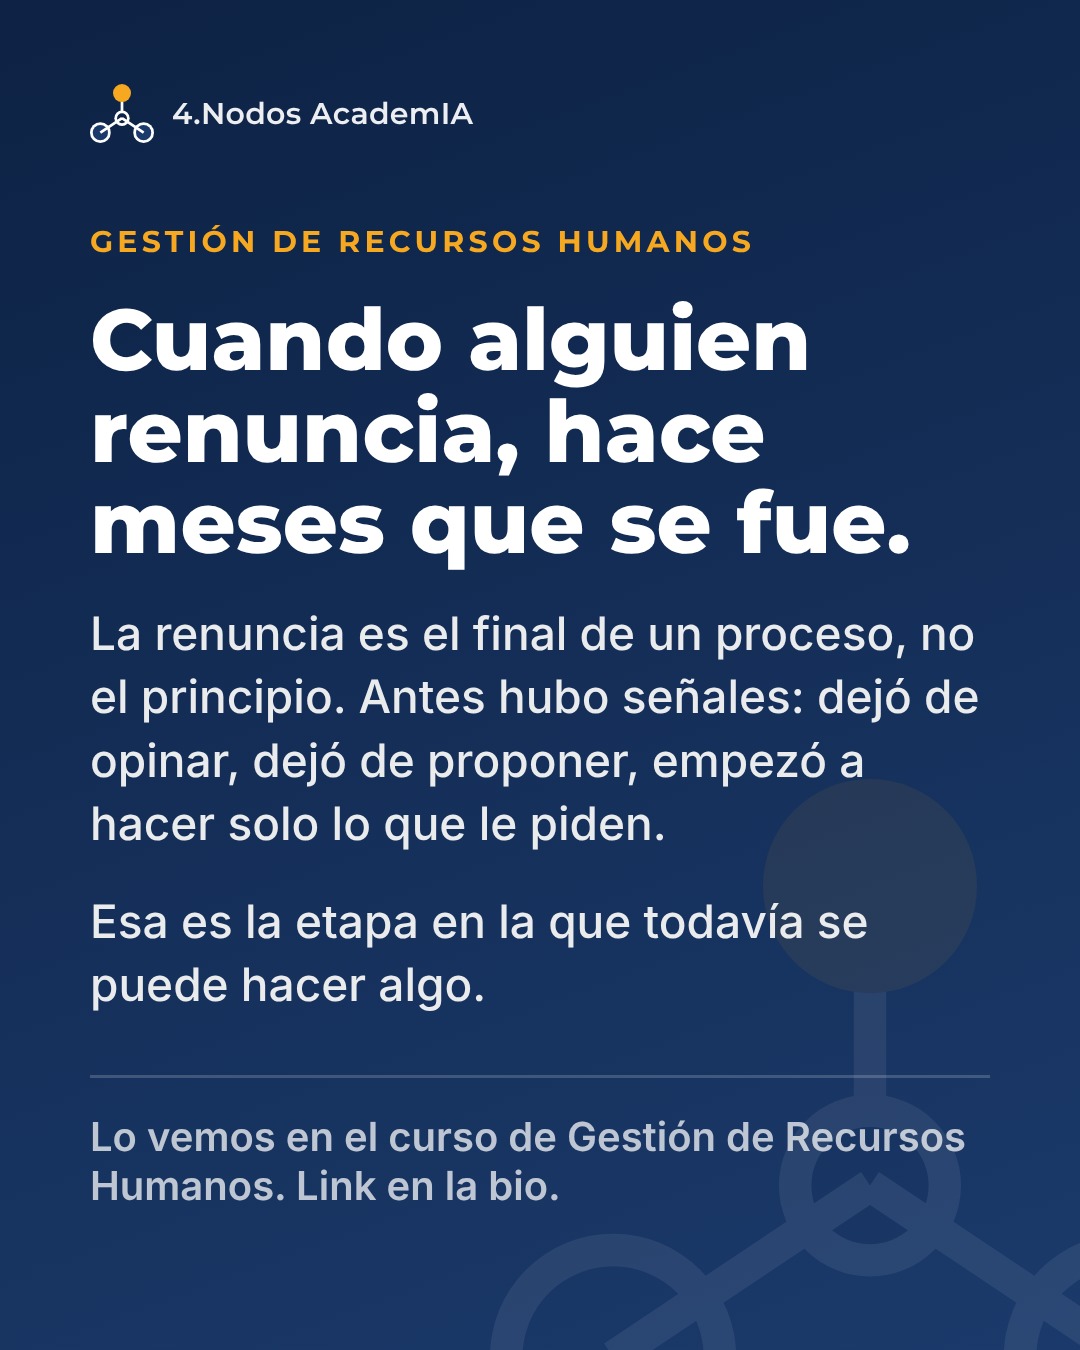 4.Nodos AcademIA
GESTIÓN DE RECURSOS HUMANOS
Cuando alguien
renuncia, hace
meses que se fue.
La renuncia es el final de un proceso, no
el principio. Antes hubo señales: dejó de
opinar, dejó de proponer, empezó a
hacer solo lo que le piden.
Esa es la etapa en la que todavía se
puede hacer algo.
Lo vemos en el curso de Gestión de Recursos
Humanos. Link en la bio.